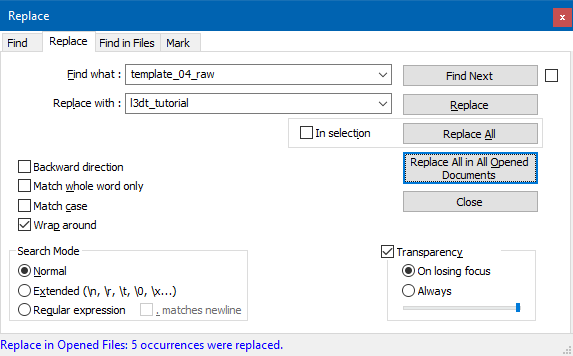 Replace
x
Find
Replace
Find in Files
Mark
Find what :
template_04_raw
Find Next
Replace with :
l3dt_tutorial
Replace
In selection
Replace All
Backward direction
Replace All in All Opened
Documents
Match whole word only
Match case
Close
Wrap around
Search Mode
Transparency
Normal
On losing focus
Extended (\n, \r, \t, \0, \x...)
Always
Regular expression
. matches newline
Replace in Opened Files: 5 occurrences were replaced.